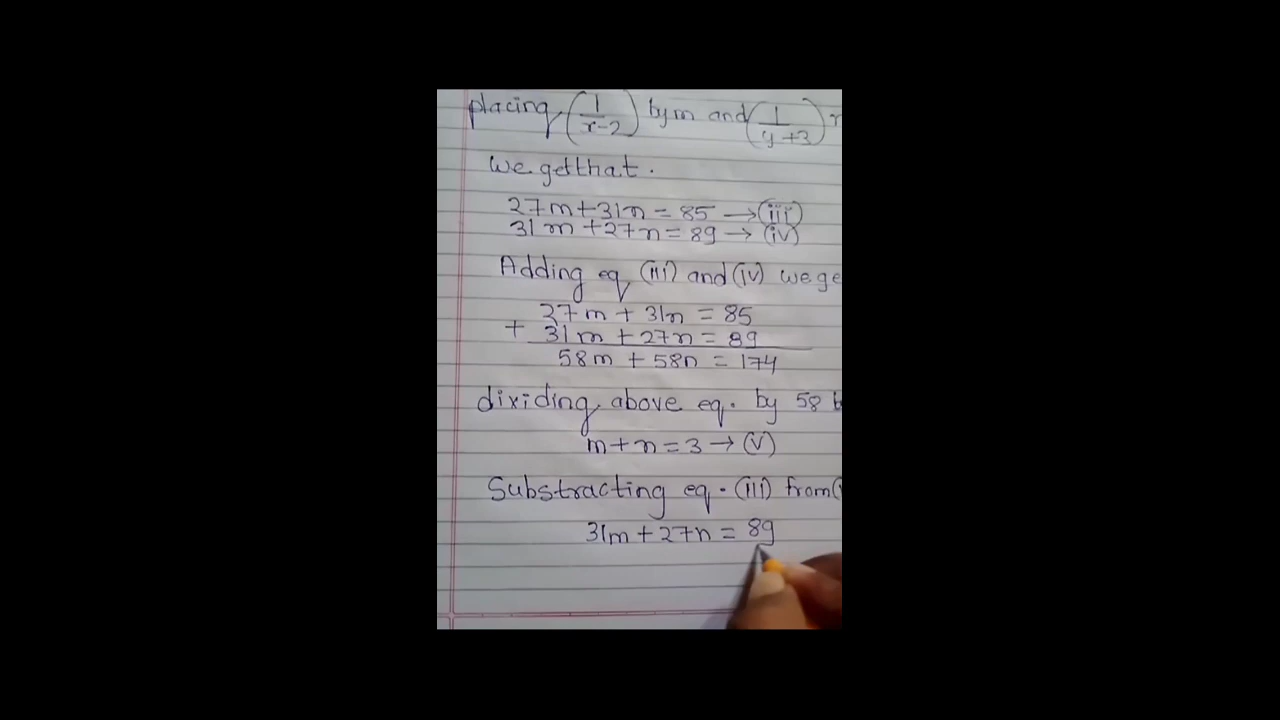 placing (1/x-2) by m and (1/y+3)
we get that.
27m+31n=85 → (iii)
31m+27n=89 → (iv)
Adding eq (iii) and (iv) we ge
27m + 31n = 85
+ 31m + 27n = 89
58m + 58n = 174
dividing above eq. by 58 b
m+n=3 → (v)
Substracting eq. (iii) from (
31m + 27n = 89